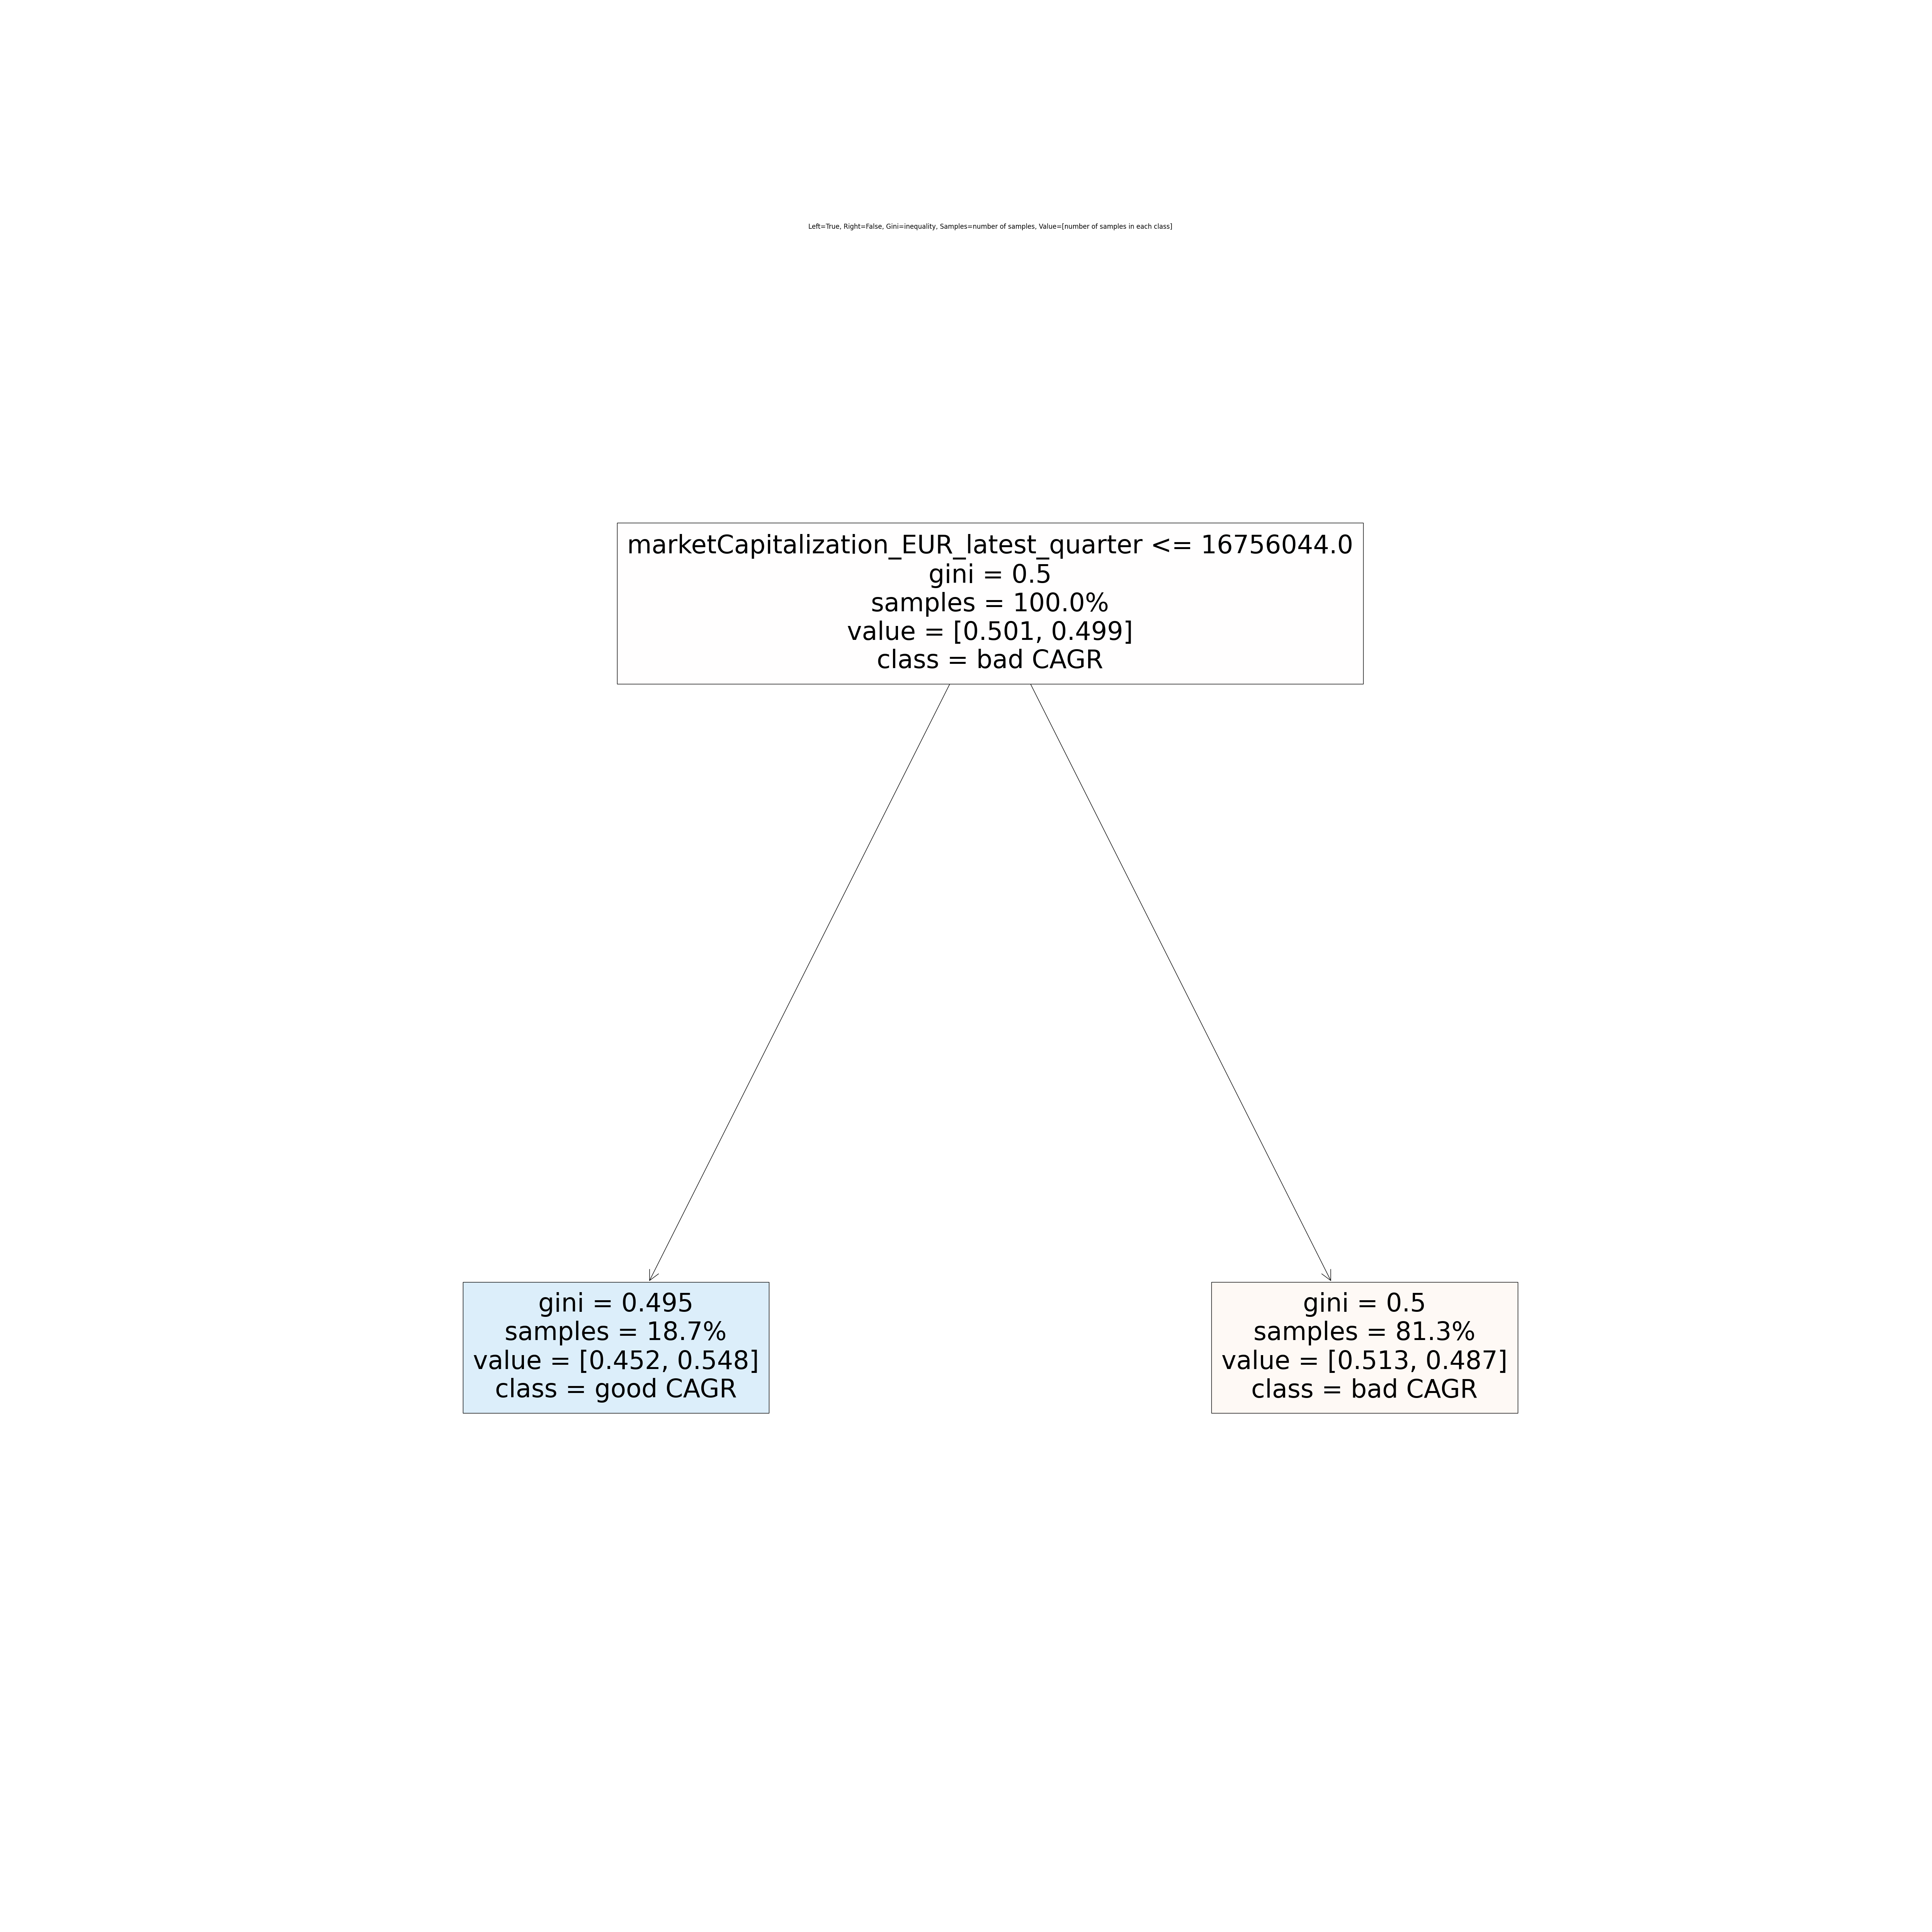 Left=True, Right=False, Gini=inequality, Samples=number of samples, Value=[number of samples in each class]
marketCapitalization_EUR_latest_quarter <= 16756044.0
gini = 0.5
samples = 100.0%
value = [0.501, 0.499]
class = bad CAGR
gini = 0.495
samples = 18.7%
value = [0.452, 0.548]
class = good CAGR
gini = 0.5
samples = 81.3%
value = [0.513, 0.487]
class = bad CAGR